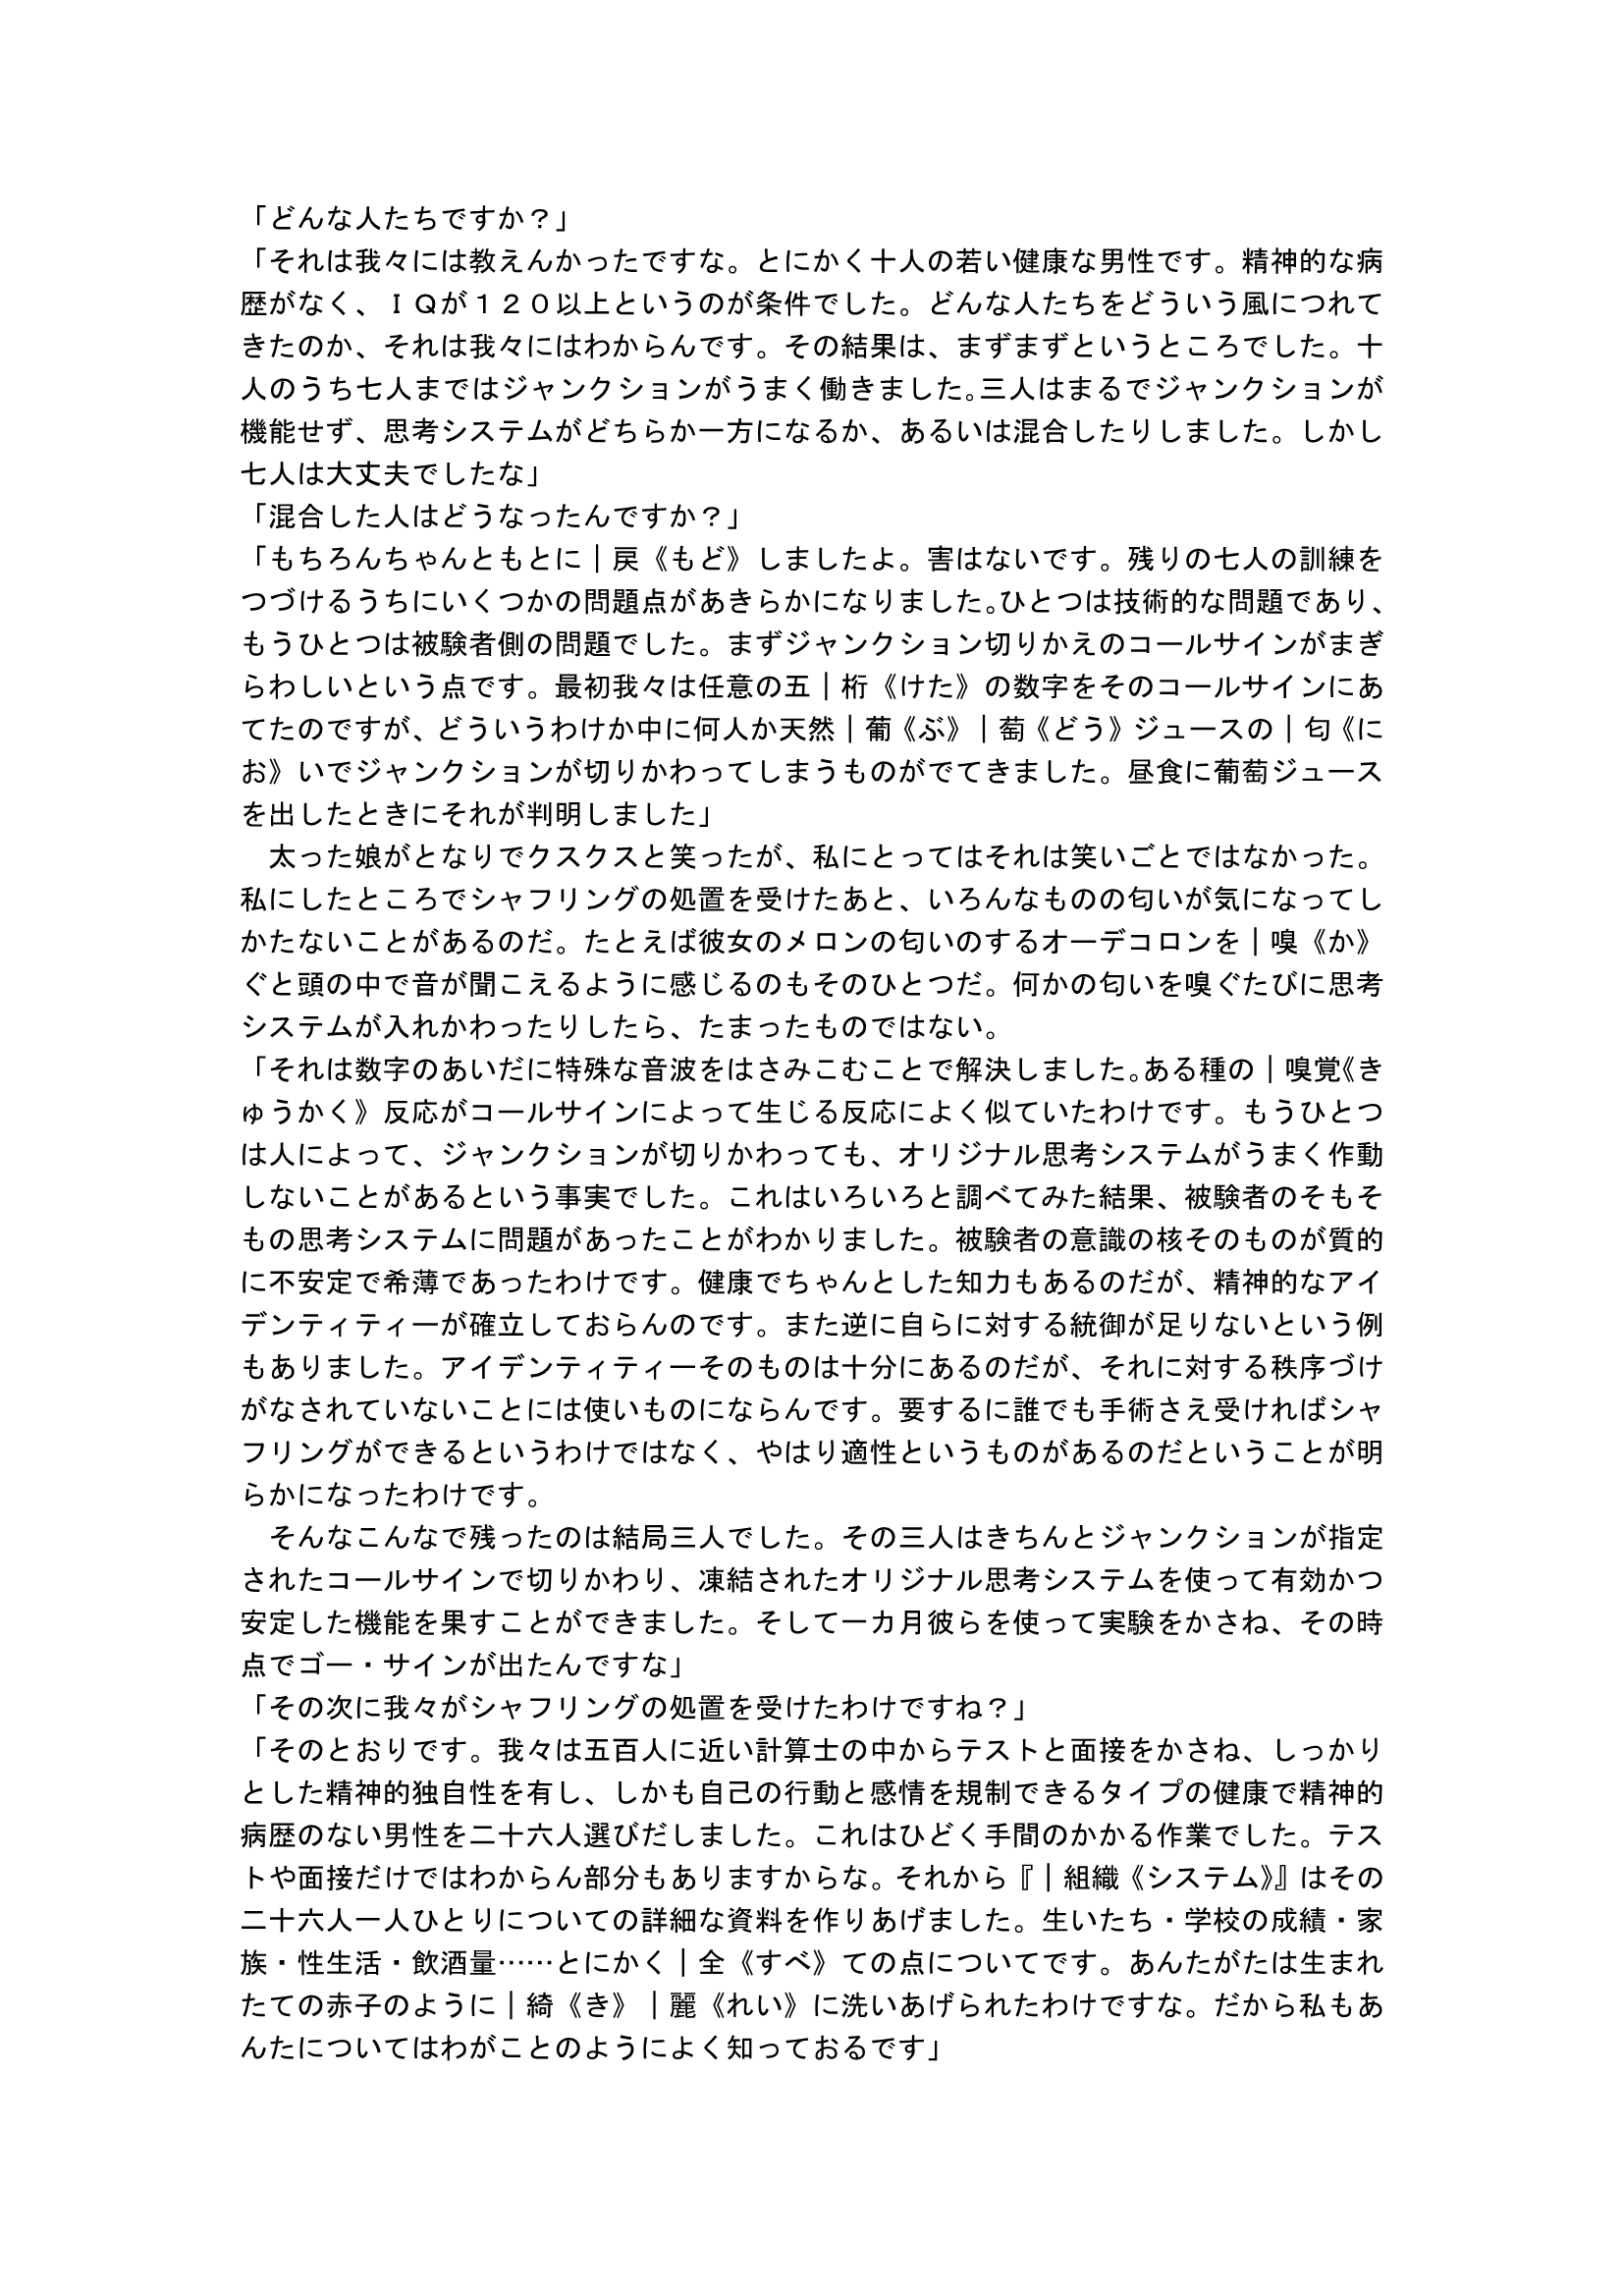 「どんな人たちですか？」
「それは我々には教えんかったですな。とにかく十人の若い健康な男性です。精神的な病
歴がなく、ＩＱが１２０以上というのが条件でした。どんな人たちをどういう風につれて
きたのか、それは我々にはわからんです。その結果は、まずまずというところでした。十
人のうち七人まではジャンクションがうまく働きました。三人はまるでジャンクションが
機能せず、思考システムがどちらか一方になるか、あるいは混合したりしました。しかし
七人は大丈夫でしたな」
「混合した人はどうなったんですか？」
「もちろんちゃんともとに｜戻《もど》しましたよ。害はないです。残りの七人の訓練を
つづけるうちにいくつかの問題点があきらかになりました。ひとつは技術的な問題であり、
もうひとつは被験者側の問題でした。まずジャンクション切りかえのコールサインがまぎ
らわしいという点です。最初我々は任意の五｜桁《けた》の数字をそのコールサインにあ
てたのですが、どういうわけか中に何人か天然｜葡《ぶ》｜萄《どう》ジュースの｜匂《に
お》いでジャンクションが切りかわってしまうものがでてきました。昼食に葡萄ジュース
を出したときにそれが判明しました」
　太った娘がとなりでクスクスと笑ったが、私にとってはそれは笑いごとではなかった。
私にしたところでシャフリングの処置を受けたあと、いろんなものの匂いが気になってし
かたないことがあるのだ。たとえば彼女のメロンの匂いのするオーデコロンを｜嗅《か》
ぐと頭の中で音が聞こえるように感じるのもそのひとつだ。何かの匂いを嗅ぐたびに思考
システムが入れかわったりしたら、たまったものではない。
「それは数字のあいだに特殊な音波をはさみこむことで解決しました。ある種の｜嗅覚《き
ゅうかく》反応がコールサインによって生じる反応によく似ていたわけです。もうひとつ
は人によって、ジャンクションが切りかわっても、オリジナル思考システムがうまく作動
しないことがあるという事実でした。これはいろいろと調べてみた結果、被験者のそもそ
もの思考システムに問題があったことがわかりました。被験者の意識の核そのものが質的
に不安定で希薄であったわけです。健康でちゃんとした知力もあるのだが、精神的なアイ
デンティティーが確立しておらんのです。また逆に自らに対する統御が足りないという例
もありました。アイデンティティーそのものは十分にあるのだが、それに対する秩序づけ
がなされていないことには使いものにならんです。要するに誰でも手術さえ受ければシャ
フリングができるというわけではなく、やはり適性というものがあるのだということが明
らかになったわけです。
　そんなこんなで残ったのは結局三人でした。その三人はきちんとジャンクションが指定
されたコールサインで切りかわり、凍結されたオリジナル思考システムを使って有効かつ
安定した機能を果すことができました。そして一カ月彼らを使って実験をかさね、その時
点でゴー・サインが出たんですな」
「その次に我々がシャフリングの処置を受けたわけですね？」
「そのとおりです。我々は五百人に近い計算士の中からテストと面接をかさね、しっかり
とした精神的独自性を有し、しかも自己の行動と感情を規制できるタイプの健康で精神的
病歴のない男性を二十六人選びだしました。これはひどく手間のかかる作業でした。テス
トや面接だけではわからん部分もありますからな。それから『｜組織《システム》』はその
二十六人一人ひとりについての詳細な資料を作りあげました。生いたち・学校の成績・家
族・性生活・飲酒量……とにかく｜全《すべ》ての点についてです。あんたがたは生まれ
たての赤子のように｜綺《き》｜麗《れい》に洗いあげられたわけですな。だから私もあ
んたについてはわがことのようによく知っておるです」